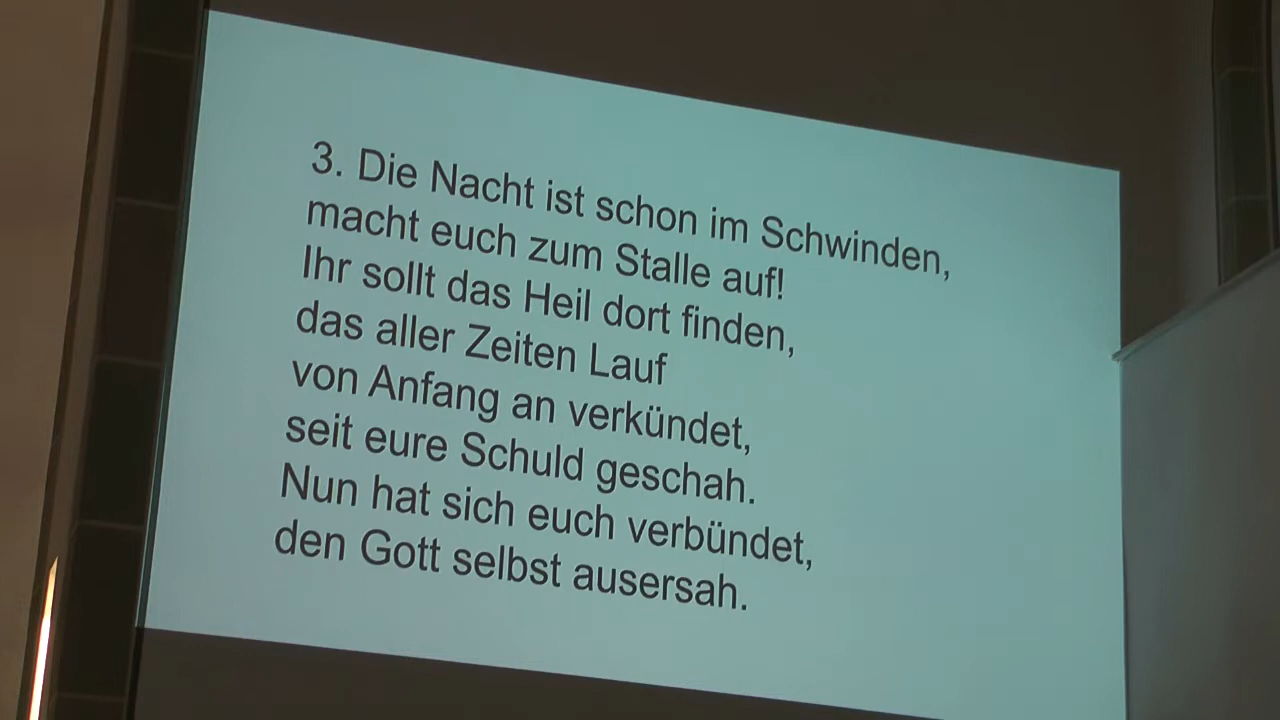 3. Die Nacht ist schon im Schwinden,
macht euch zum Stalle auf!
Ihr sollt das Heil dort finden,
das aller Zeiten Lauf
von Anfang an verkündet,
seit eure Schuld geschah.
Nun hat sich euch verbündet,
den Gott selbst ausersah.